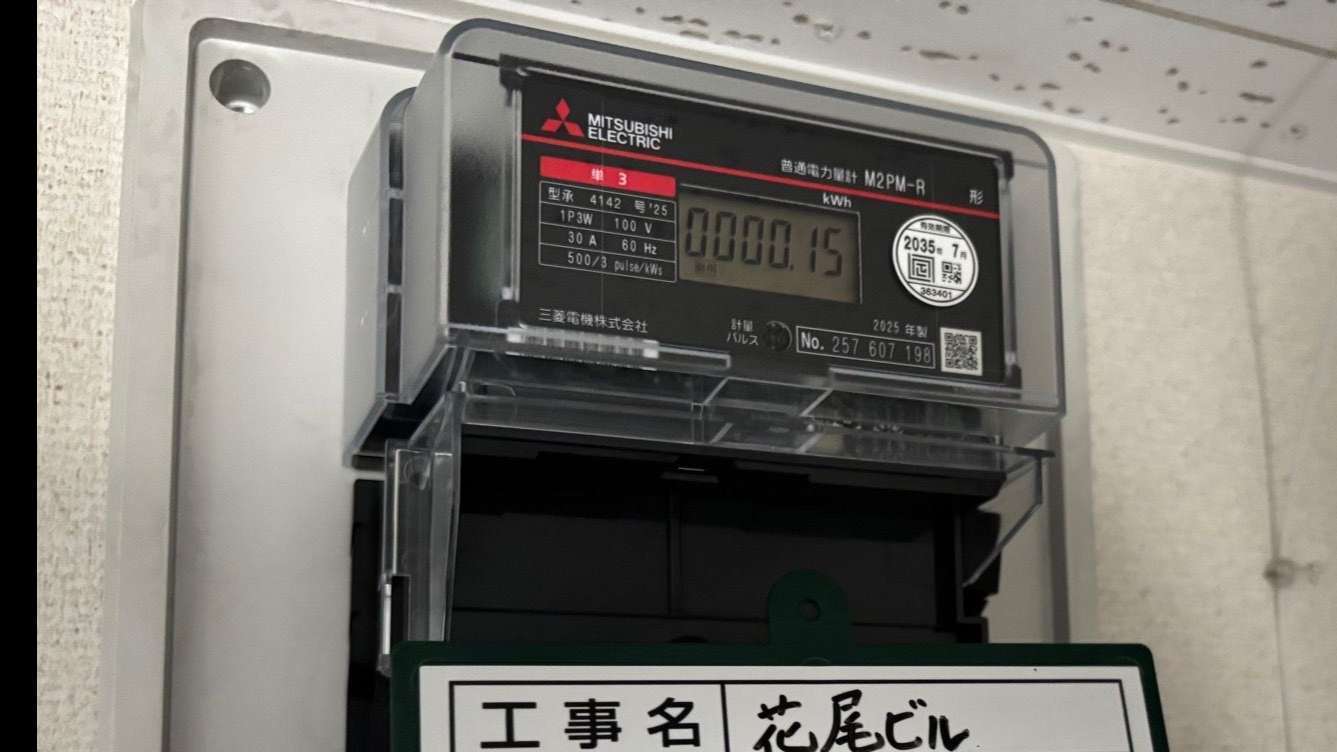 MITSUBISHI
ELECTRIC
普通電力量計 M2PM-R 形
単 3
kWh
型承 4142 号'25
1P3W 100 V
30 A 60 Hz
500/3 pulse/kWs
0000.15
有効期限
2035年 7月
363401
三菱電機株式会社
計量
パルス
2025 年製
No. 257 607 198
工事名 花尾ビル